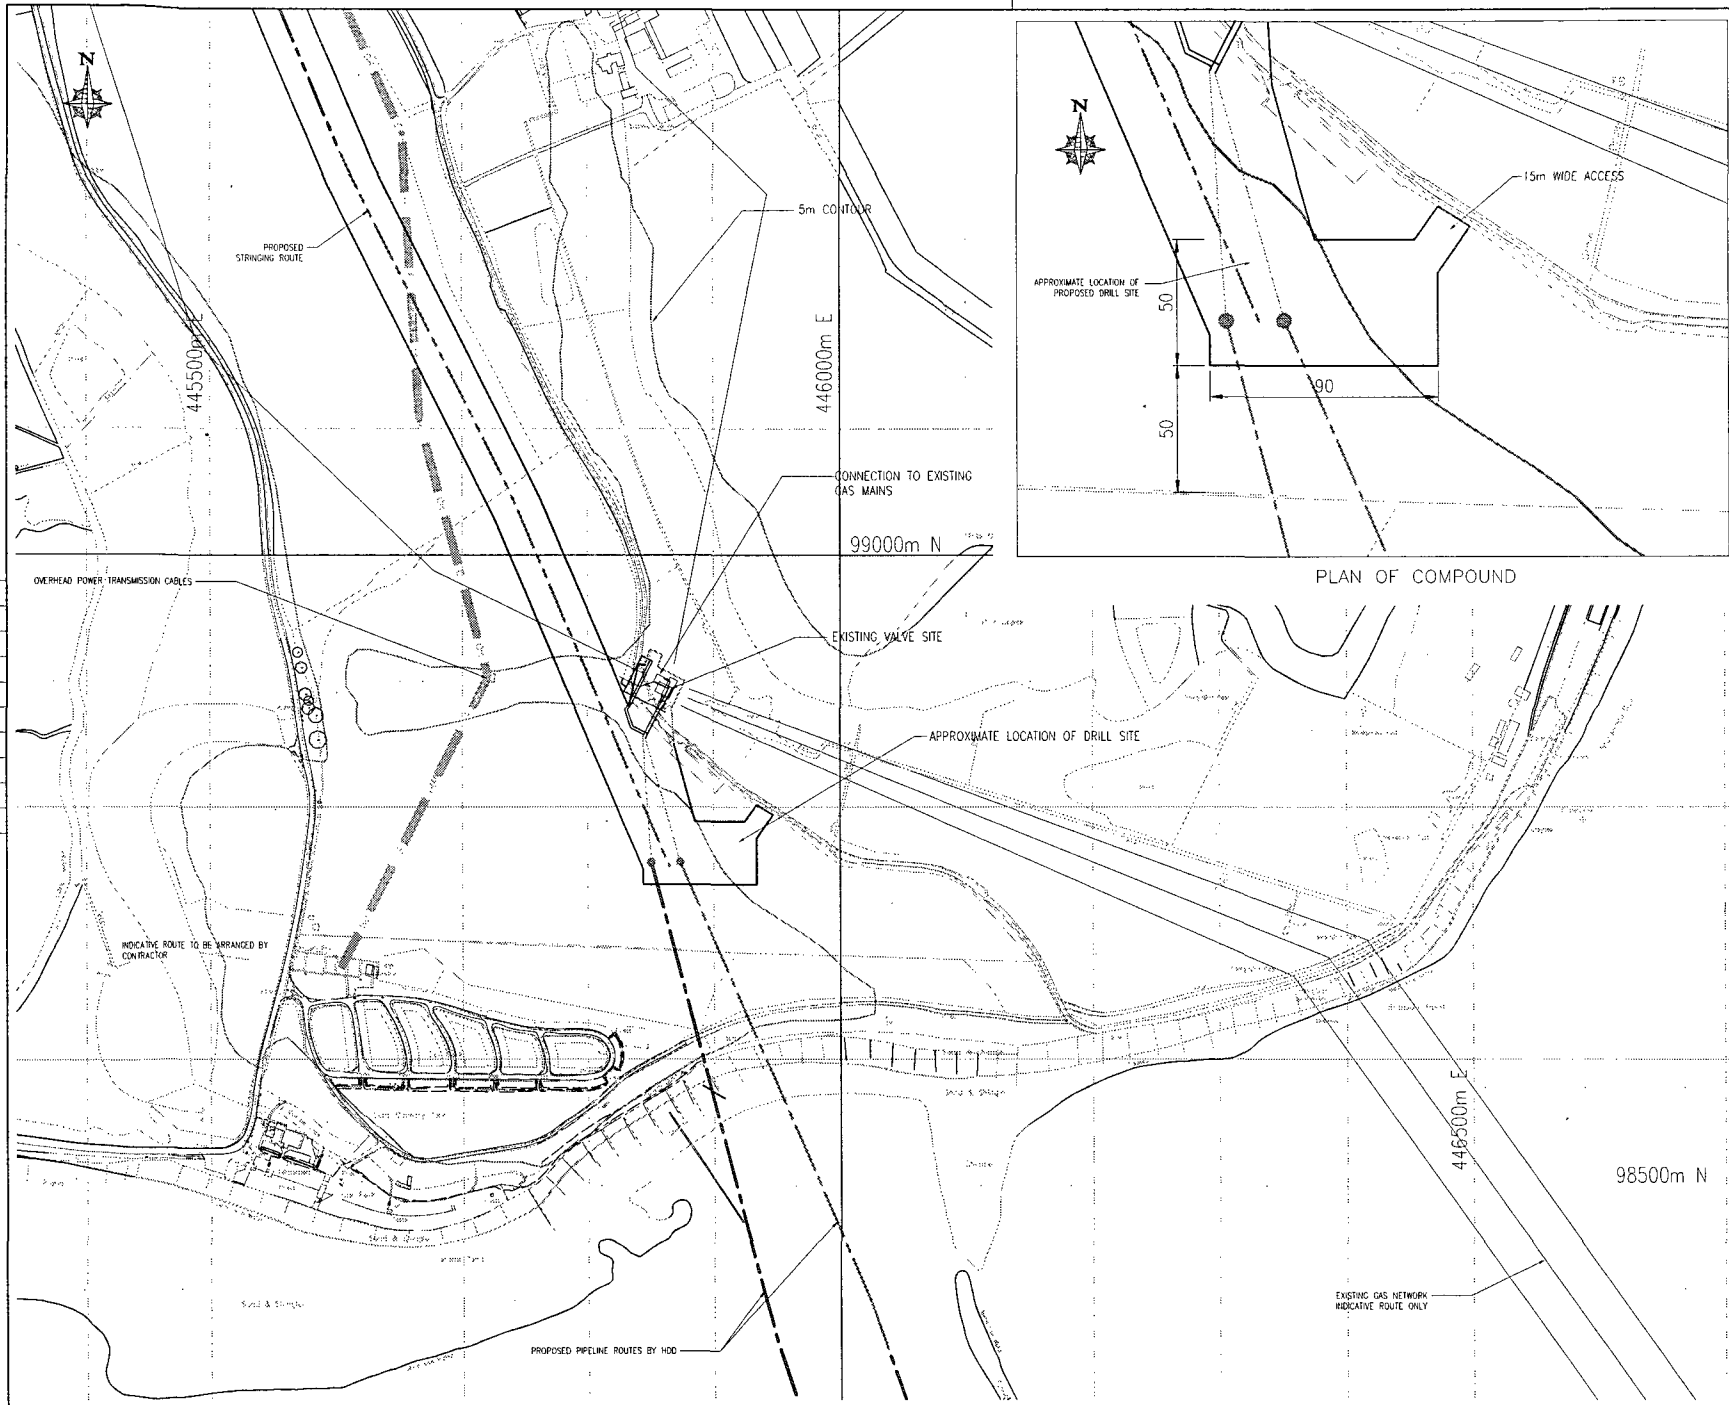 N
PROPOSED
STRINGING ROUTE
5m CONTOUR
445500m E
446000m E
CONNECTION TO EXISTING
GAS MAINS
99000m N
OVERHEAD POWER TRANSMISSION CABLES
EXISTING VALVE SITE
APPROXIMATE LOCATION OF DRILL SITE
INDICATIVE ROUTE TO BE ARRANGED BY
CONTRACTOR
Sand & Shingle
Sand & Shingle
Sand & Shingle
446500m E
98500m N
EXISTING GAS NETWORK
INDICATIVE ROUTE ONLY
PROPOSED PIPELINE ROUTES BY HDD
N
15m WIDE ACCESS
APPROXIMATE LOCATION OF
PROPOSED DRILL SITE
50
90
50
PLAN OF COMPOUND